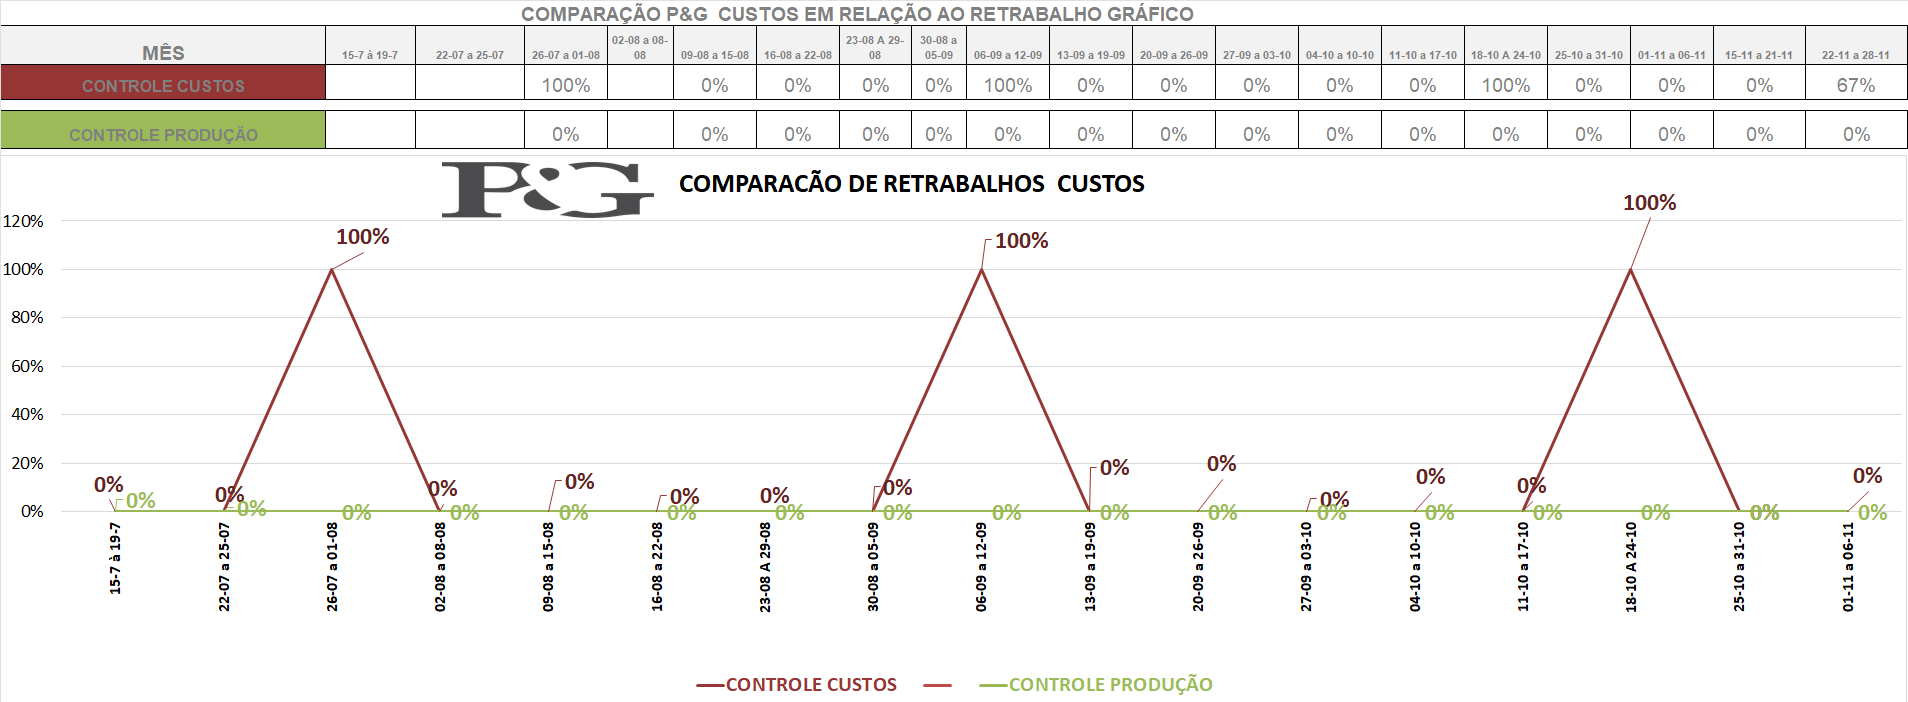 COMPARAÇÃO P&G CUSTOS EM RELAÇÃO AO RETRABALHO GRÁFICO
MÊS 15-7 à 19-7 22-07 a 25-07 26-07 a 01-08 02-08 a 08-08 09-08 a 15-08 16-08 a 22-08 23-08 A 29-08 30-08 a 05-09 06-09 a 12-09 13-09 a 19-09 20-09 a 26-09 27-09 a 03-10 04-10 a 10-10 11-10 a 17-10 18-10 A 24-10 25-10 a 31-10 01-11 a 06-11 15-11 a 21-11 22-11 a 28-11
CONTROLE CUSTOS 100% 0% 0% 0% 0% 100% 0% 0% 0% 0% 0% 100% 0% 0% 0% 67%
CONTROLE PRODUÇÃO 0% 0% 0% 0% 0% 0% 0% 0% 0% 0% 0% 0% 0% 0% 0% 0%
P&G COMPARACÃO DE RETRABALHOS CUSTOS
120%
100%
80%
60%
40%
20%
0%
0% 0% 100% 0% 0% 0% 0% 0% 100% 0% 0% 0% 0% 0% 100% 0% 0%
0% 0% 0% 0% 0% 0% 0% 0% 0% 0% 0% 0% 0% 0% 0% 0% 0%
15-7 à 19-7
22-07 a 25-07
26-07 a 01-08
02-08 a 08-08
09-08 a 15-08
16-08 a 22-08
23-08 A 29-08
30-08 a 05-09
06-09 a 12-09
13-09 a 19-09
20-09 a 26-09
27-09 a 03-10
04-10 a 10-10
11-10 a 17-10
18-10 A 24-10
25-10 a 31-10
01-11 a 06-11
CONTROLE CUSTOS CONTROLE PRODUÇÃO